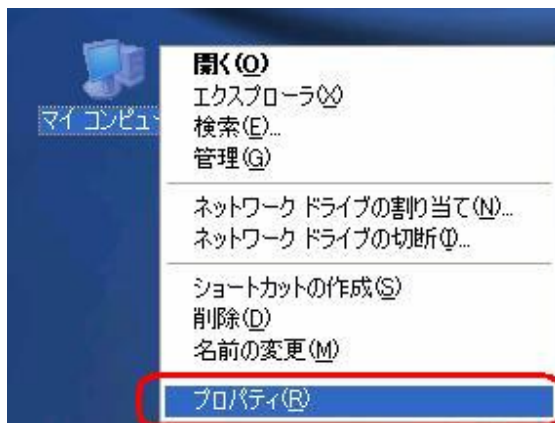 マイ コンピュ
開く(O)
エクスプローラ(X)
検索(E)...
管理(G)
ネットワーク ドライブの割り当て(N)...
ネットワーク ドライブの切断(I)...
ショートカットの作成(S)
削除(D)
名前の変更(M)
プロパティ(R)